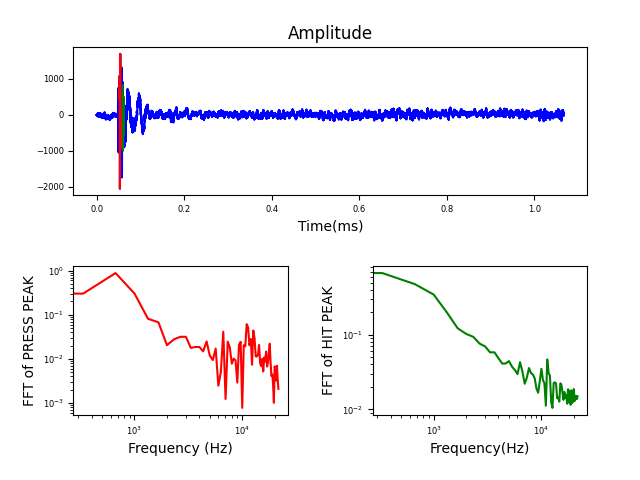 Amplitude
1000
0
−1000
−2000
0.0 0.2 0.4 0.6 0.8 1.0
Time(ms)
FFT of PRESS PEAK
10⁰
10⁻¹
10⁻²
10⁻³
10³ 10⁴
Frequency (Hz)
FFT of HIT PEAK
10⁻¹
10⁻²
10³ 10⁴
Frequency(Hz)